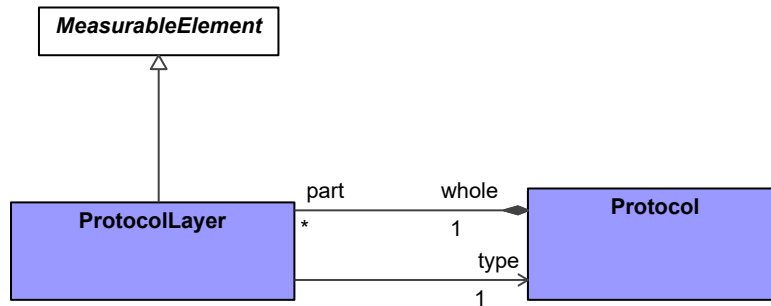 MeasurableElement
part
whole
ProtocolLayer
Protocol
*
1
type
1